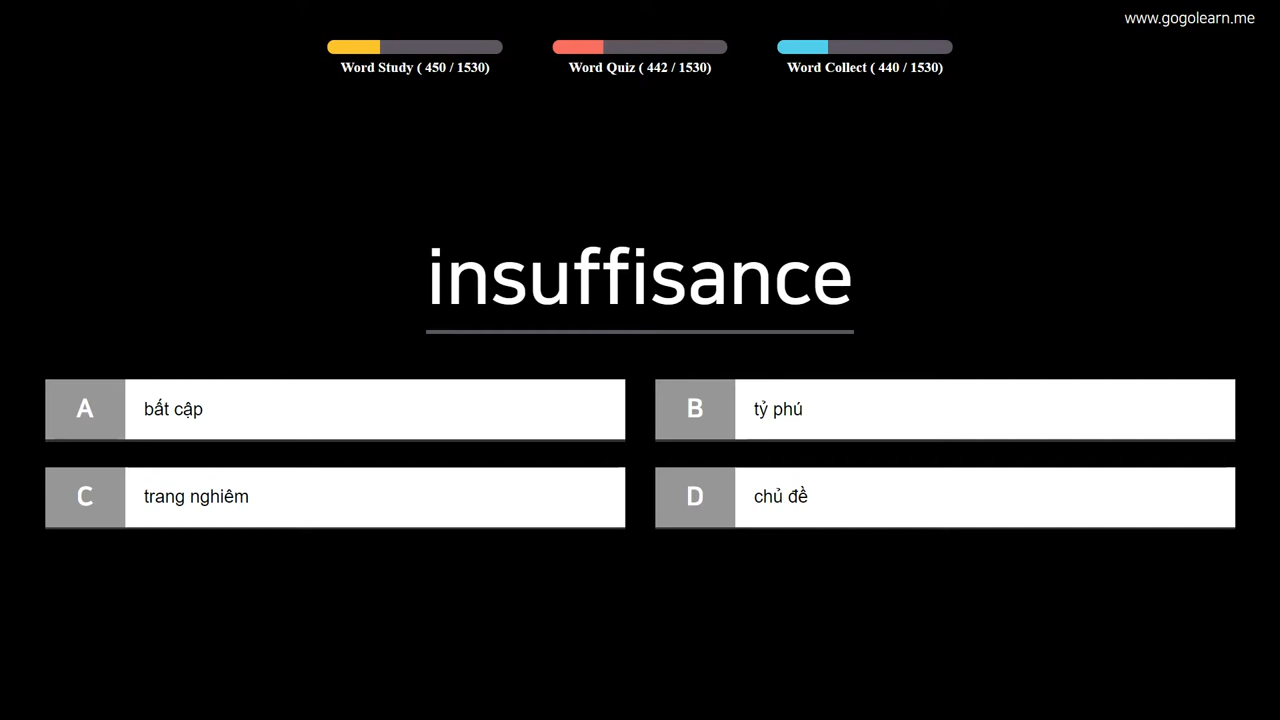 www.gogolearn.me
Word Study ( 450 / 1530)
Word Quiz ( 442 / 1530)
Word Collect ( 440 / 1530)
insuffisance
A bất cập
B tỷ phú
C trang nghiêm
D chủ đề